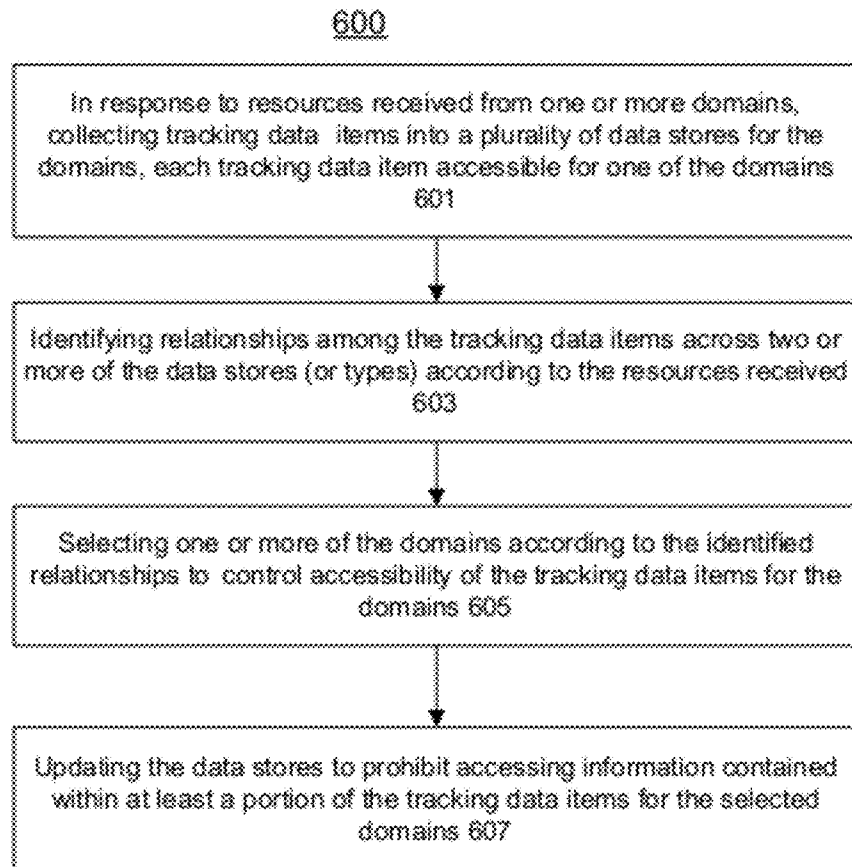 600
In response to resources received from one or more domains,
collecting tracking data items into a plurality of data stores for the
domains, each tracking data item accessible for one of the domains
601
Identifying relationships among the tracking data items across two or
more of the data stores (or types) according to the resources received
603
Selecting one or more of the domains according to the identified
relationships to control accessibility of the tracking data items for the
domains 605
Updating the data stores to prohibit accessing information contained
within at least a portion of the tracking data items for the selected
domains 607